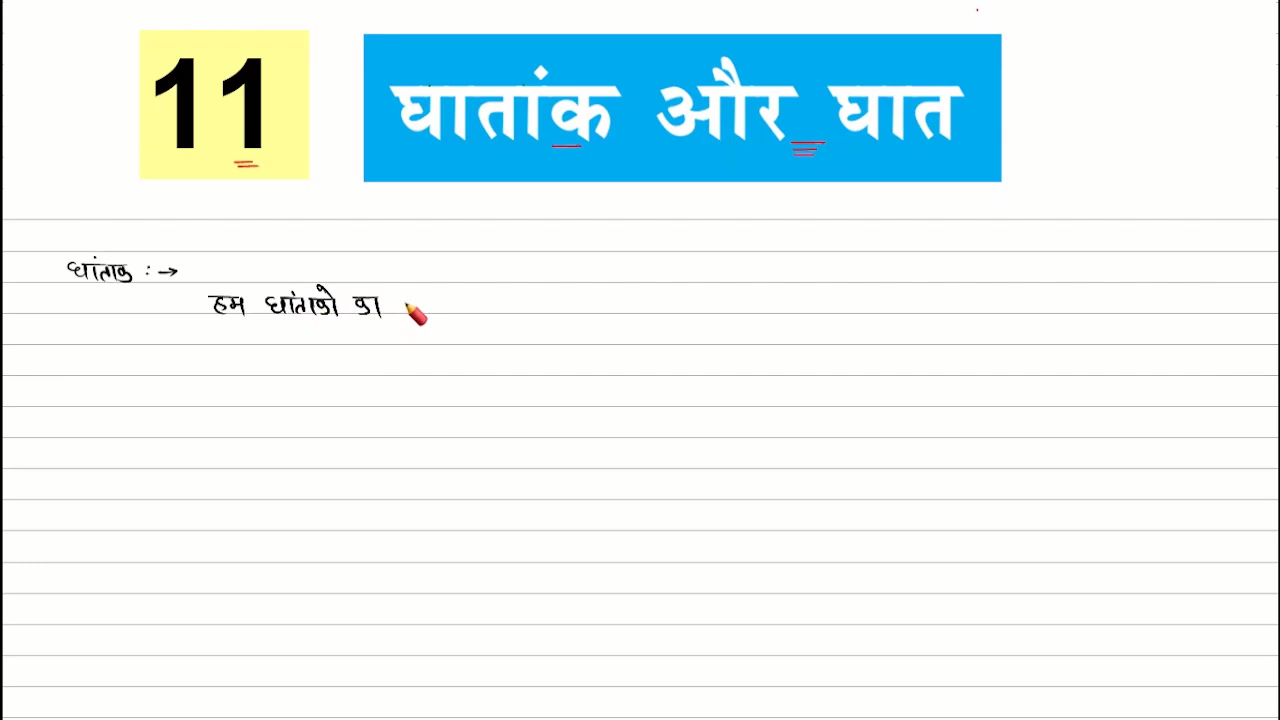 11 घातांक और घात
घांताक :→
हम घांताको का